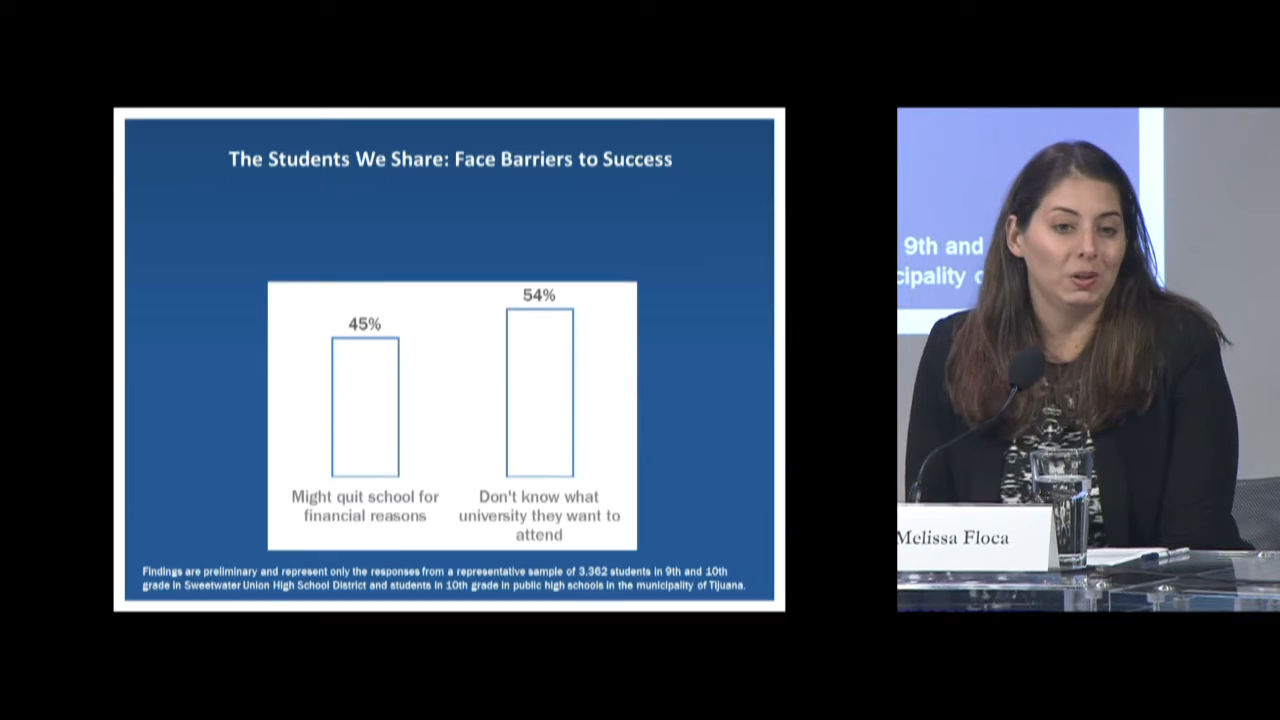 The Students We Share: Face Barriers to Success
54%
45%
Might quit school for
financial reasons
Don't know what
university they want to
attend
Findings are preliminary and represent only the responses from a representative sample of 3,362 students in 9th and 10th
grade in Sweetwater Union High School District and students in 10th grade in public high schools in the municipality of Tijuana.
9th and
cipality
Melissa Floca